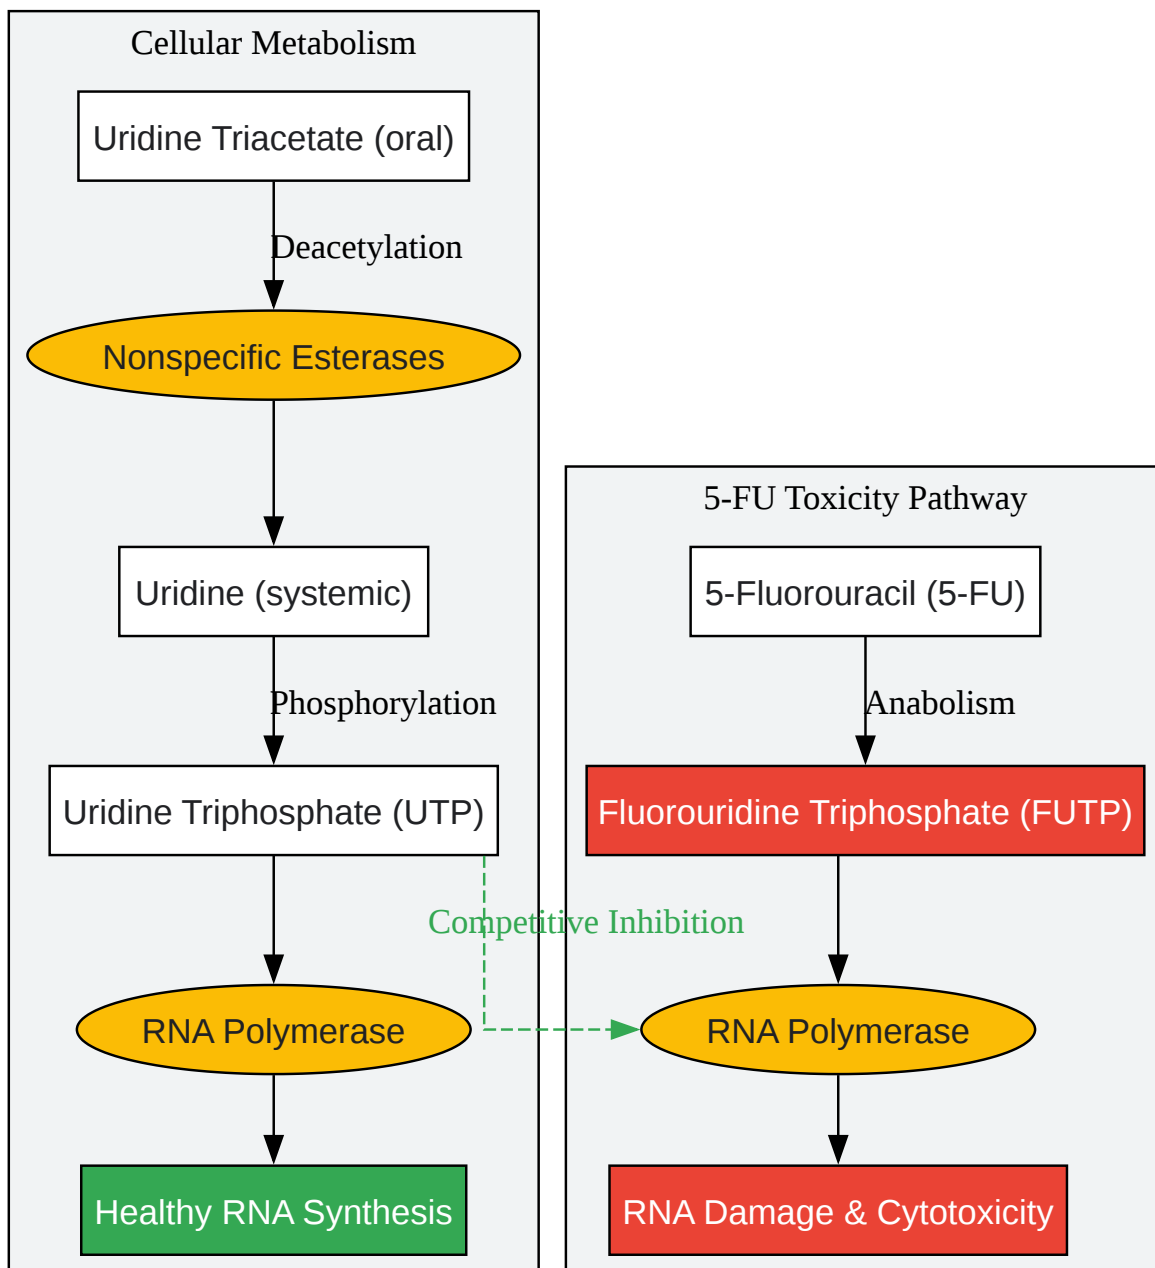 Cellular Metabolism
Uridine Triacetate (oral)
Deacetylation
Nonspecific Esterases
Uridine (systemic)
Phosphorylation
Uridine Triphosphate (UTP)
Competitive Inhibition
RNA Polymerase
Healthy RNA Synthesis
5-FU Toxicity Pathway
5-Fluorouracil (5-FU)
Anabolism
Fluorouridine Triphosphate (FUTP)
RNA Polymerase
RNA Damage & Cytotoxicity